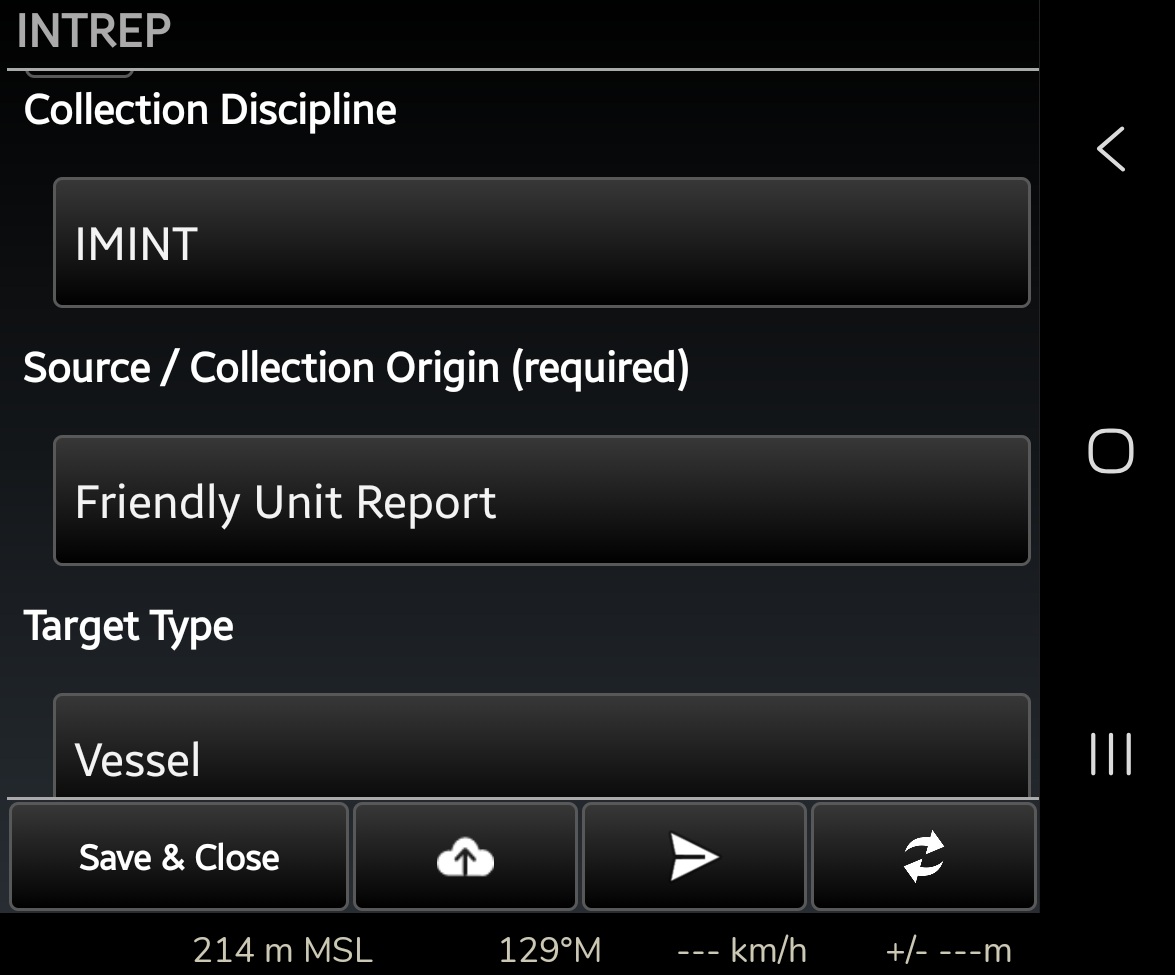 INTREP
Collection Discipline
IMINT
Source / Collection Origin (required)
Friendly Unit Report
Target Type
Vessel
Save & Close
214 m MSL 129°M --- km/h +/- ---m